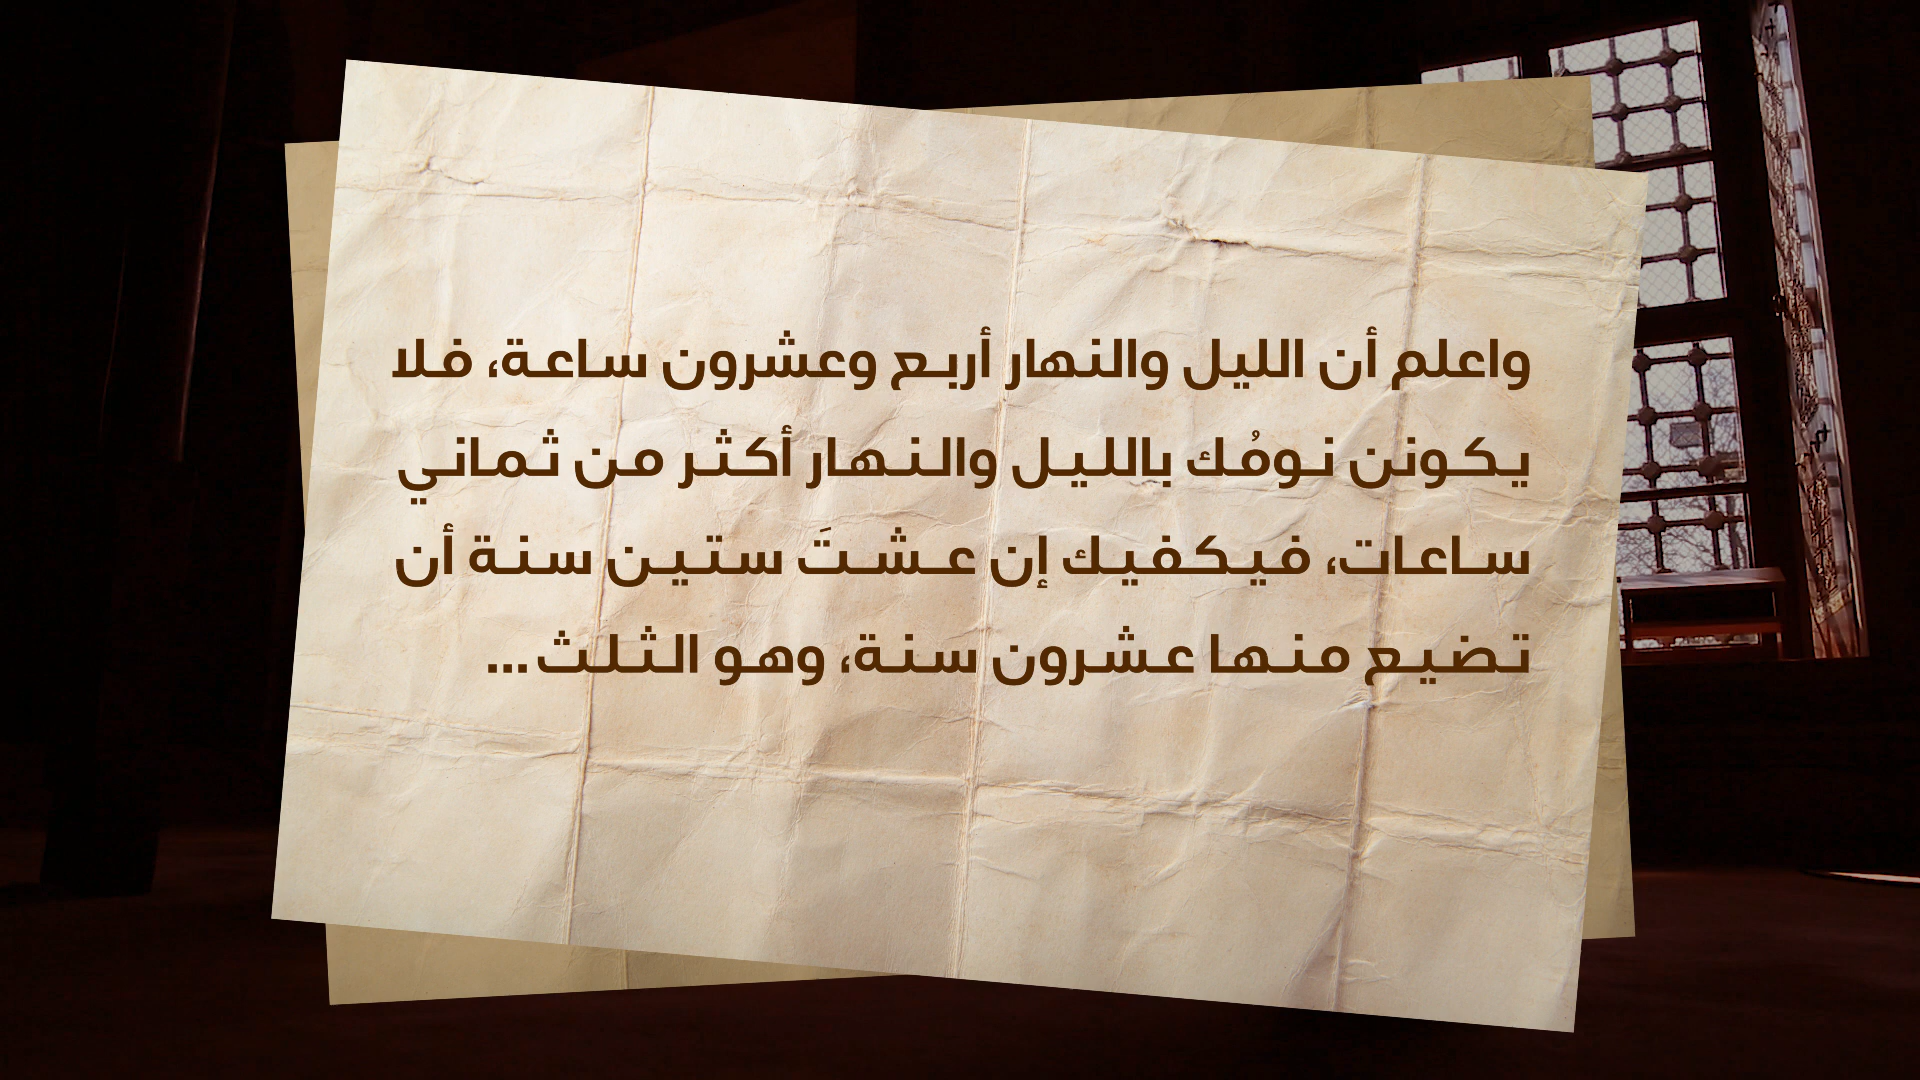 واعلم أن الليل والنهار أربع وعشرون ساعة، فلا
يكونن نومُك بالليل والنهار أكثر من ثماني
ساعات، فيكفيك إن عشتَ ستين سنة أن
تضيع منها عشرون سنة، وهو الثلث...